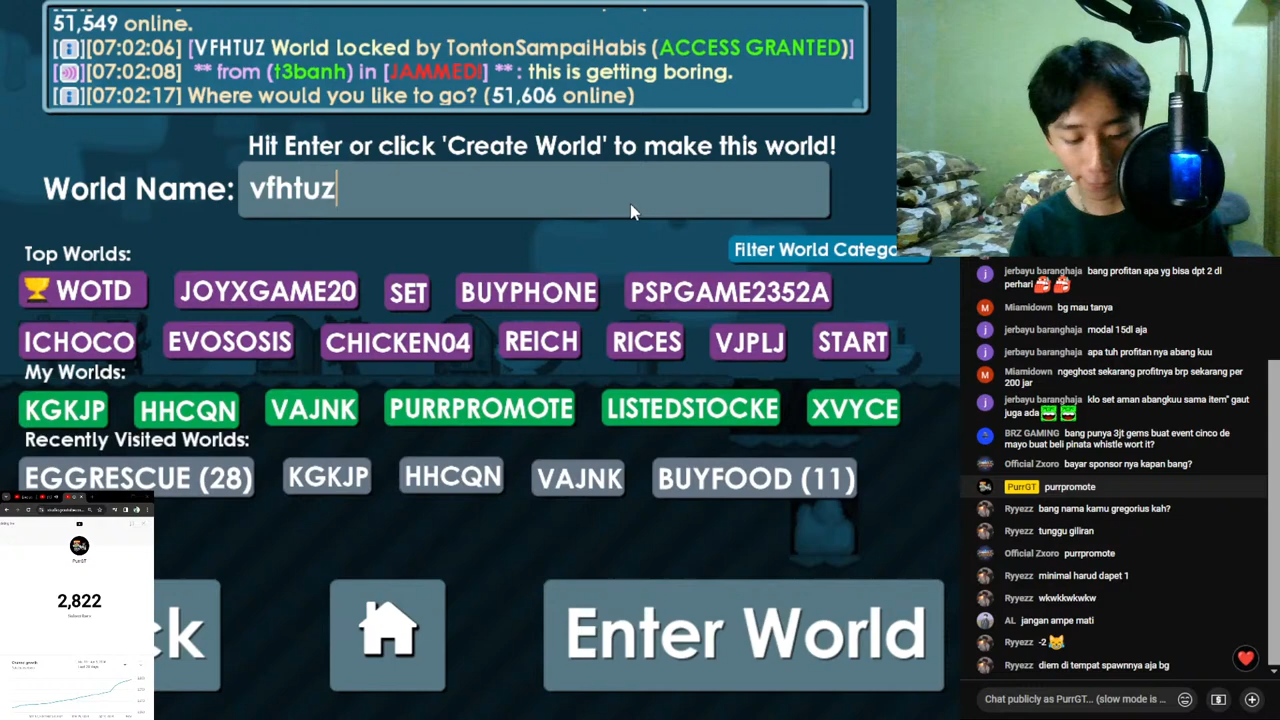 51,549 online.
[07:02:06] [VFHTUZ World Locked by TontonSampaiHabis (ACCESS GRANTED)]
[07:02:08] ** from (t3banh) in [JAMMEDI] ** : this is getting boring.
[07:02:17] Where would you like to go? (51,606 online)
Hit Enter or click 'Create World' to make this world!
World Name: vfhtuz
Filter World Catego
Top Worlds:
WOTD JOYXGAME20 SET BUYPHONE PSPGAME2352A
ICHOCO EVOSOSIS CHICKEN04 REICH RICES VJPLJ START
My Worlds:
KGKJP HHCQN VAJNK PURRPROMOTE LISTEDSTOCKE XVYCE
Recently Visited Worlds:
EGGRESCUE (28) KGKJP HHCQN VAJNK BUYFOOD (11)
ck
Enter World
PurrGT
2,822
Subscribers
jerbayu baranghaja bang profitan apa yg bisa dpt 2 dl
perhari
Miamidown bg mau tanya
jerbayu baranghaja modal 15dl aja
jerbayu baranghaja apa tuh profitan nya abang kuu
Miamidown ngeghost sekarang profitnya brp sekarang per
200 jar
jerbayu baranghaja klo set aman abangkuu sama item" gaut
juga ada
BRZ GAMING bang punya 3jt gems buat event cinco de
mayo buat beli pinata whistle wort it?
Official Zxoro bayar sponsor nya kapan bang?
PurrGT purrpromote
Ryyezz bang nama kamu gregorius kah?
Ryyezz tunggu giliran
Official Zxoro purrpromote
Ryyezz minimal harud dapet 1
Ryyezz wkwkkwkwkw
AL jangan ampe mati
Ryyezz -2
Ryyezz diem di tempat spawnnya aja bg
Chat publicly as PurrGT... (slow mode is ...